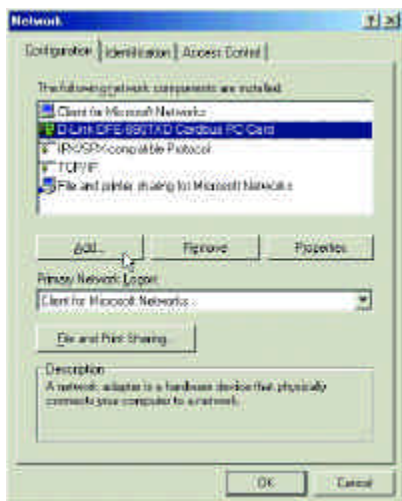 Network
Configuration Identification Access Control
The following network components are installed:
Client for Microsoft Networks
D-Link DFE-690TXD Cardbus PC Card
IPX/SPX-compatible Protocol
TCP/IP
File and printer sharing for Microsoft Networks
Add... Remove Properties
Primary Network Logon:
Client for Microsoft Networks
File and Print Sharing...
Description
A network adapter is a hardware device that physically
connects your computer to a network.
OK Cancel